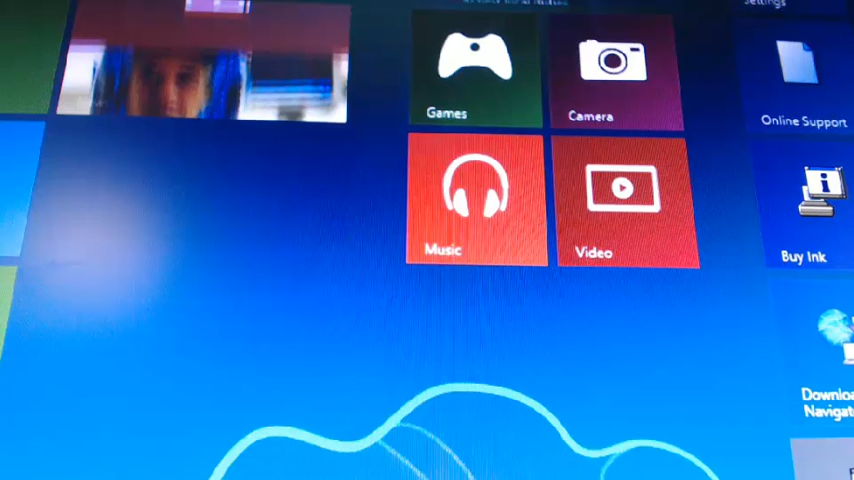 Settings
Games
Camera
Online Support
Music
Video
Buy Ink
Downloa
Navigat